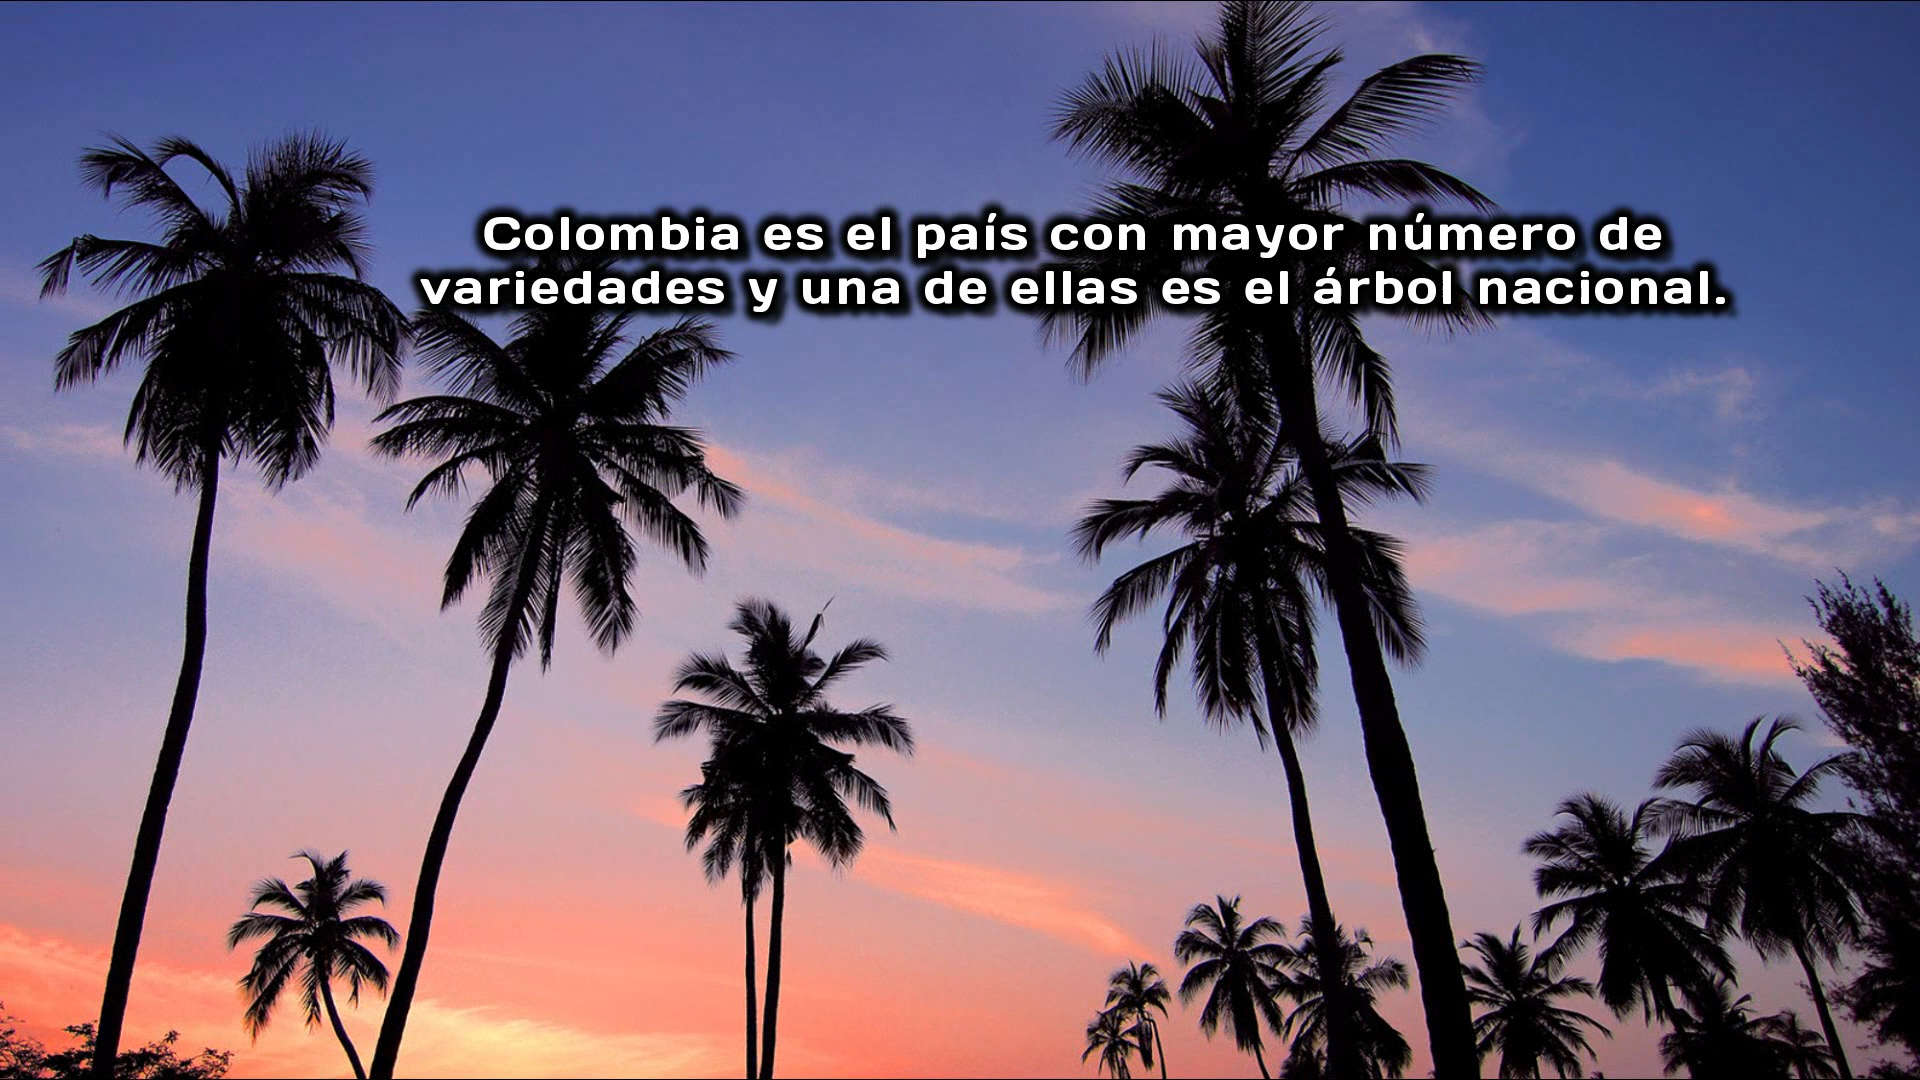 Colombia es el país con mayor número de
variedades y una de ellas es el árbol nacional.